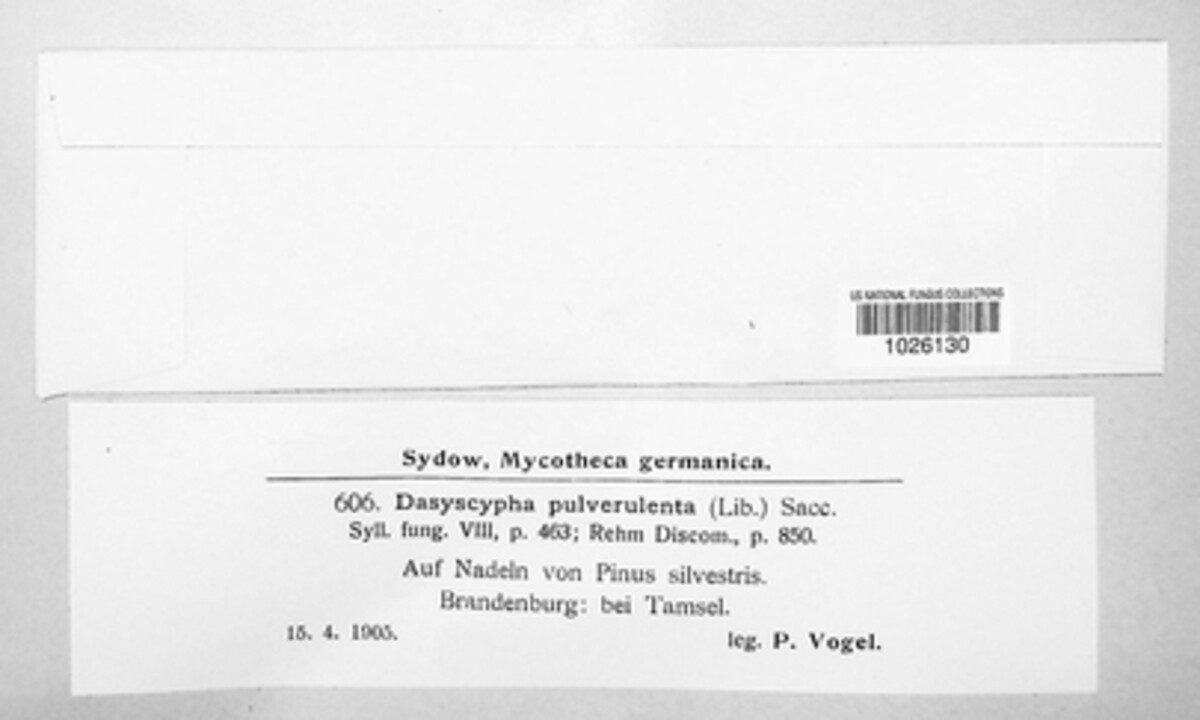 US NATIONAL FUNGUS COLLECTIONS
1026130
Sydow, Mycotheca germanica.
606. Dasyscypha pulverulenta (Lib.) Sacc.
Syll. fung. VIII, p. 463; Rehm Discom., p. 850.
Auf Nadeln von Pinus silvestris.
Brandenburg: bei Tamsel.
15. 4. 1905. leg. P. Vogel.